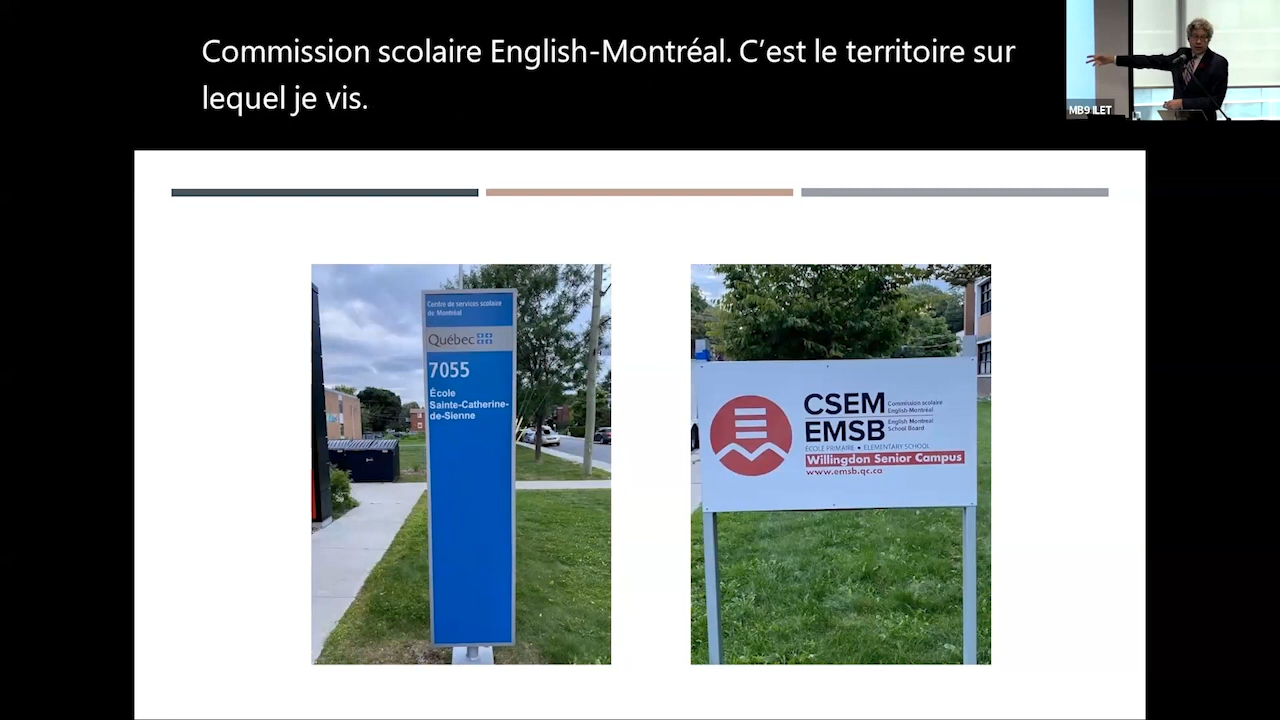 Commission scolaire English-Montréal. C’est le territoire sur
lequel je vis.
MB9 ILET
Centre de services scolaire
de Montréal
Québec
7055
École
Sainte-Catherine-
de-Sienne
CSEM
Commission scolaire
English-Montréal
EMSB
English Montreal
School Board
ÉCOLE PRIMAIRE • ELEMENTARY SCHOOL
Willingdon Senior Campus
www.emsb.qc.ca